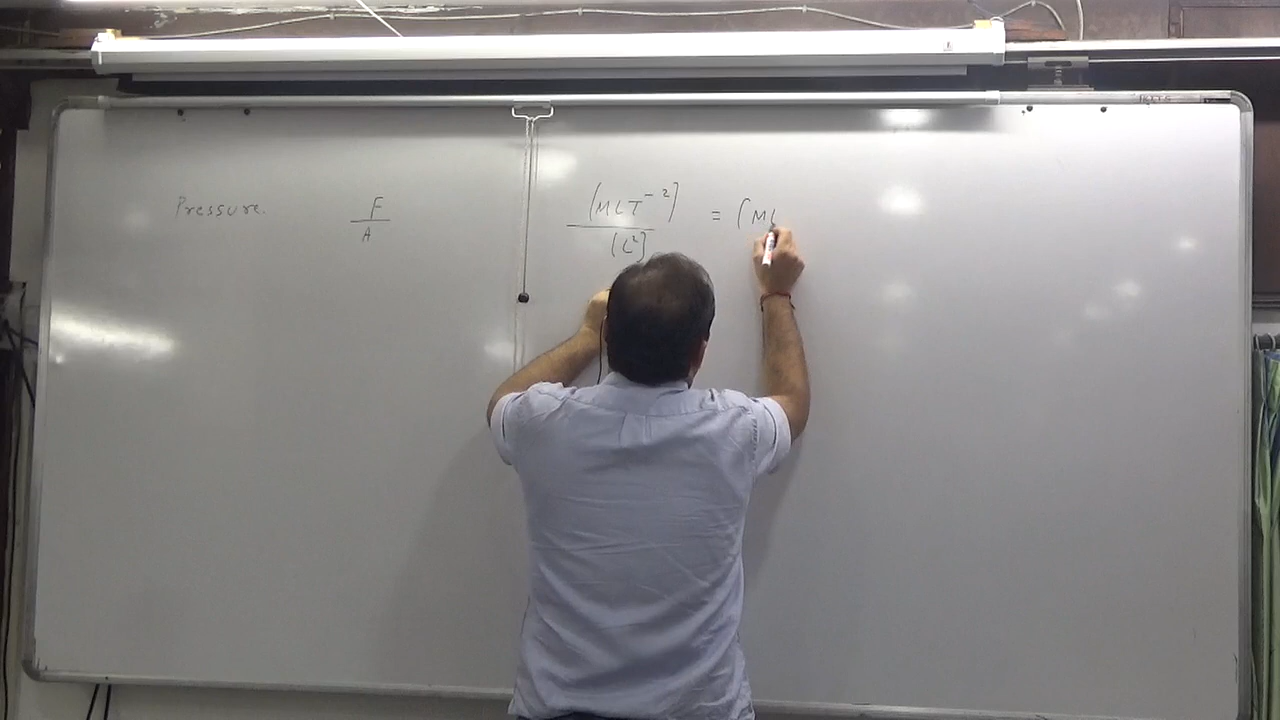 Pressure. F/A (MLT⁻²)/(L²) = (ML